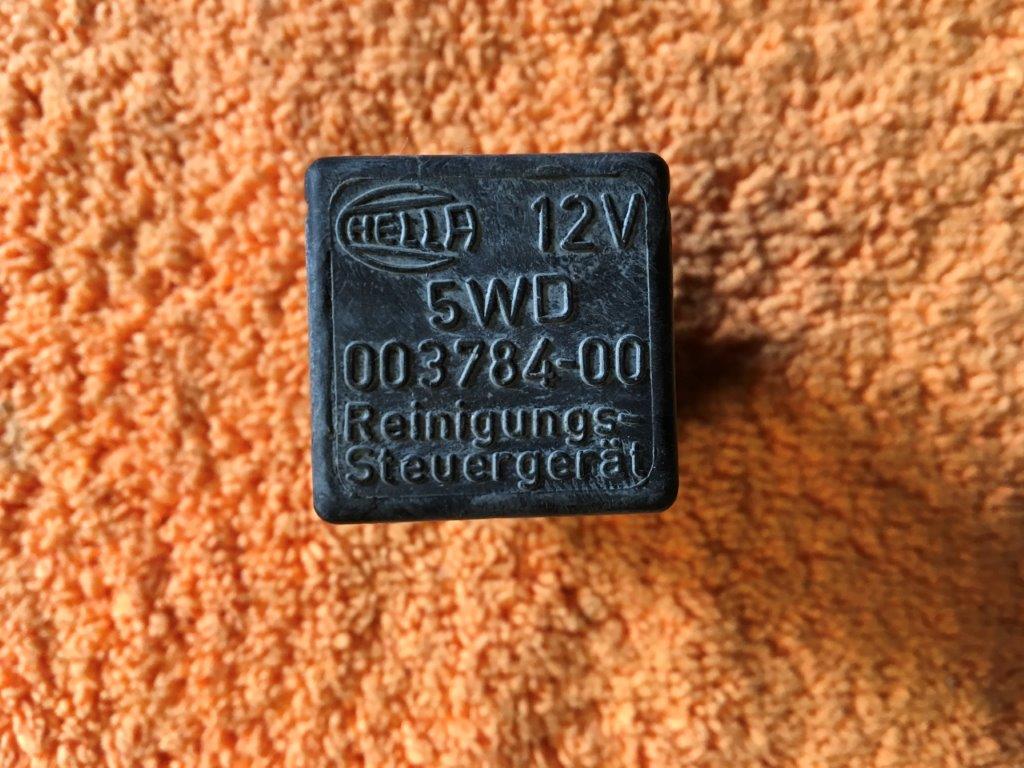 HELLA 12V
5WD
003784-00
Reinigungs-
Steuergerät